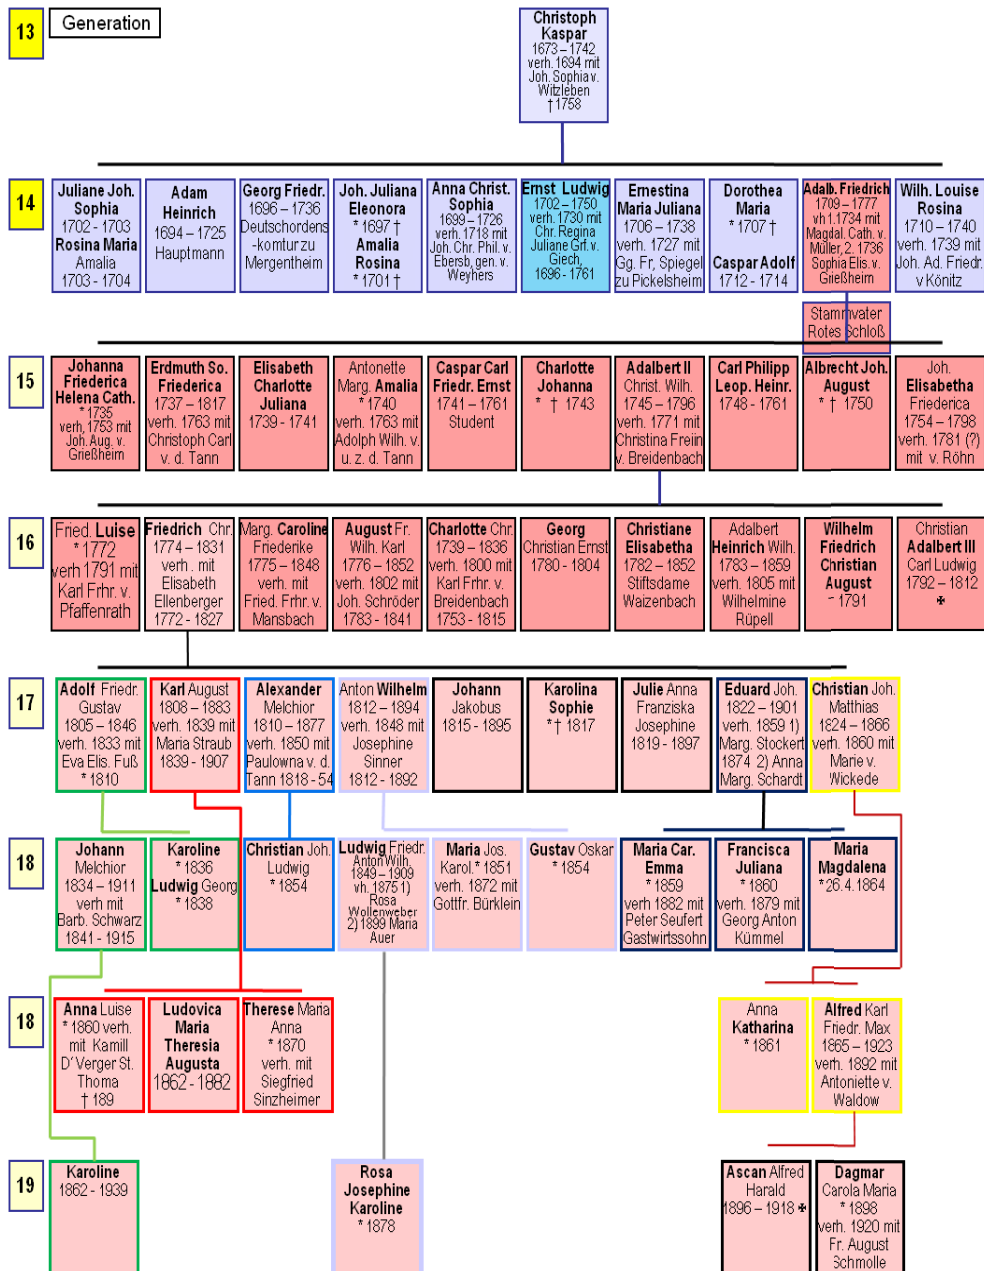 13
Generation
Christoph
Kaspar
1673 – 1742
verh. 1694 mit
Joh. Sophia v.
Witzleben
† 1758
14
Juliane Joh.
Sophia
1702 - 1703
Rosina Maria
Amalia
1703 - 1704
Adam
Heinrich
1694 – 1725
Hauptmann
Georg Friedr.
1696 – 1736
Deutschordens
-komtur zu
Mergentheim
Joh. Juliana
Eleonora
* 1697 †
Amalia
Rosina
* 1701 †
Anna Christ.
Sophia
1699 – 1726
verh. 1718 mit
Joh. Chr. Phil. v.
Ebersb, gen. v.
Weyhers
Ernst Ludwig
1702 – 1750
verh. 1730 mit
Chr. Regina
Juliane Grf. v.
Giech,
1696 - 1761
Ernestina
Maria Juliana
1706 – 1738
verh. 1727 mit
Gg. Fr, Spiegel
zu Pickelsheim
Dorothea
Maria
* 1707 †
Caspar Adolf
1712 – 1714
Adalb. Friedrich
1709 – 1777
vh 1.1734 mit
Magdal. Cath. v.
Müller, 2. 1736
Sophia Elis. v.
Grießheim
Wilh. Louise
Rosina
1710 – 1740
verh. 1739 mit
Joh. Ad. Friedr.
v Könitz
Stammvater
Rotes Schloß
15
Johanna
Friederica
Helena Cath.
* 1735
verh, 1753 mit
Joh. Aug. v.
Grießheim
Erdmuth So.
Friederica
1737 – 1817
verh. 1763 mit
Christoph Carl
v. d. Tann
Elisabeth
Charlotte
Juliana
1739 - 1741
Antonette
Marg. Amalia
* 1740
verh. 1763 mit
Adolph Wilh. v.
u. z. d. Tann
Caspar Carl
Friedr. Ernst
1741 – 1761
Student
Charlotte
Johanna
* † 1743
Adalbert II
Christ. Wilh.
1745 – 1796
verh. 1771 mit
Christina Freiin
v. Breidenbach
Carl Philipp
Leop. Heinr.
1748 - 1761
Albrecht Joh.
August
* † 1750
Joh.
Elisabetha
Friederica
1754 – 1798
verh. 1781 (?)
mit v. Röhn
16
Fried. Luise
* 1772
verh 1791 mit
Karl Frhr. v.
Pfaffenrath
Friedrich Chr.
1774 – 1831
verh. mit
Elisabeth
Ellenberger
1772 - 1827
Marg. Caroline
Friederike
1775 – 1848
verh. mit
Fried. Frhr. v.
Mansbach
August Fr.
Wilh. Karl
1776 – 1852
verh. 1802 mit
Joh. Schröder
1783 - 1841
Charlotte Chr.
1739 – 1836
verh. 1800 mit
Karl Frhr. v.
Breidenbach
1753 - 1815
Georg
Christian Ernst
1780 - 1804
Christiane
Elisabetha
1782 – 1852
Stiftsdame
Waizenbach
Adalbert
Heinrich Wilh.
1783 – 1859
verh. 1805 mit
Wilhelmine
Rüpell
Wilhelm
Friedrich
Christian
August
1791
Christian
Adalbert III
Carl Ludwig
1792 – 1812
✠
17
Adolf Friedr.
Gustav
1805 – 1846
verh. 1833 mit
Eva Elis. Fuß
* 1810
Karl August
1808 – 1883
verh. 1839 mit
Maria Straub
1839 - 1907
Alexander
Melchior
1810 – 1877
verh. 1850 mit
Paulowna v. d.
Tann 1818 - 54
Anton Wilhelm
1812 – 1894
verh. 1848 mit
Josephine
Sinner
1812 - 1892
Johann
Jakobus
1815 - 1895
Karolina
Sophie
*† 1817
Julie Anna
Franziska
Josephine
1819 - 1897
Eduard Joh.
1822 – 1901
verh. 1859 1)
Marg. Stockert
1874 2) Anna
Marg. Schardt
Christian Joh.
Matthias
1824 – 1866
verh. 1860 mit
Marie v.
Wickede
18
Johann
Melchior
1834 – 1911
verh mit
Barb. Schwarz
1841 - 1915
Karoline
* 1836
Ludwig Georg
* 1838
Christian Joh.
Ludwig
* 1854
Ludwig Friedr.
Anton Wilh.
1849 – 1909
vh. 1875 1)
Rosa
Wollenweber
2) 1899 Maria
Auer
Maria Jos.
Karol.* 1851
verh. 1872 mit
Gottfr. Bürklein
Gustav Oskar
* 1854
Maria Car.
Emma
* 1859
verh 1882 mit
Peter Seufert
Gastwirtssohn
Francisca
Juliana
* 1860
verh. 1879 mit
Georg Anton
Kümmel
Maria
Magdalena
*26.4.1864
18
Anna Luise
* 1860 verh.
mit Kamill
D´Verger St.
Thoma
† 189
Ludovica
Maria
Theresia
Augusta
1862 - 1882
Therese Maria
Anna
* 1870
verh. mit
Siegfried
Sinzheimer
Anna
Katharina
* 1861
Alfred Karl
Friedr. Max
1865 – 1923
verh. 1892 mit
Antoniette v.
Waldow
19
Karoline
1862 - 1939
Rosa
Josephine
Karoline
* 1878
Ascan Alfred
Harald
1896 – 1918 ✠
Dagmar
Carola Maria
* 1898
verh. 1920 mit
Fr. August
Schmolle